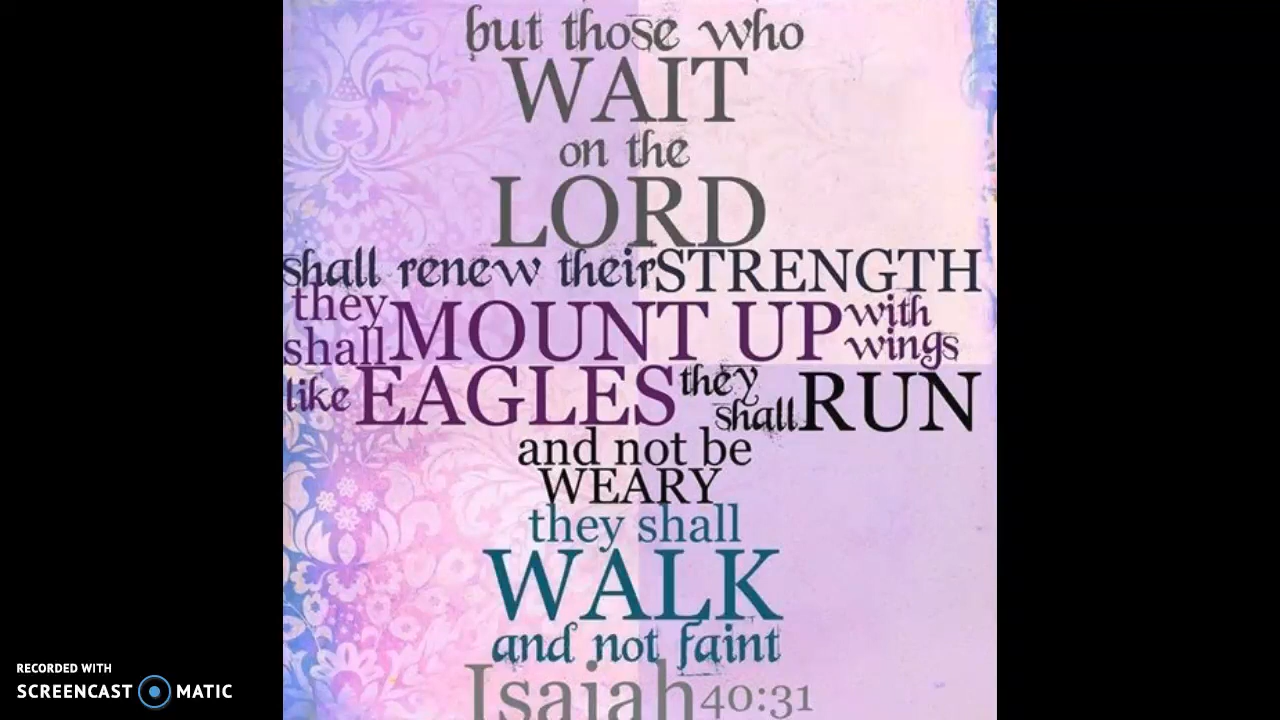 but those who
WAIT
on the
LORD
shall renew their STRENGTH
they shall MOUNT UP with wings
like EAGLES they shall RUN
and not be
WEARY
they shall
WALK
and not faint
Isaiah 40:31
RECORDED WITH
SCREENCAST MATIC